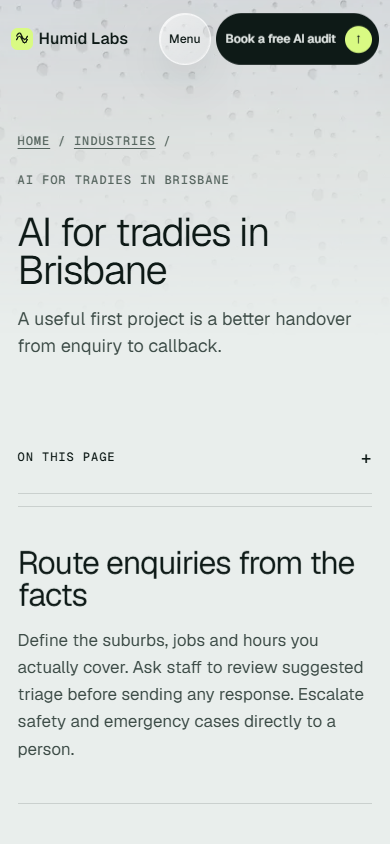 Humid Labs
Menu
Book a free AI audit ↑
HOME / INDUSTRIES /
AI FOR TRADIES IN BRISBANE
AI for tradies in
Brisbane
A useful first project is a better handover
from enquiry to callback.
ON THIS PAGE +
Route enquiries from the
facts
Define the suburbs, jobs and hours you
actually cover. Ask staff to review suggested
triage before sending any response. Escalate
safety and emergency cases directly to a
person.